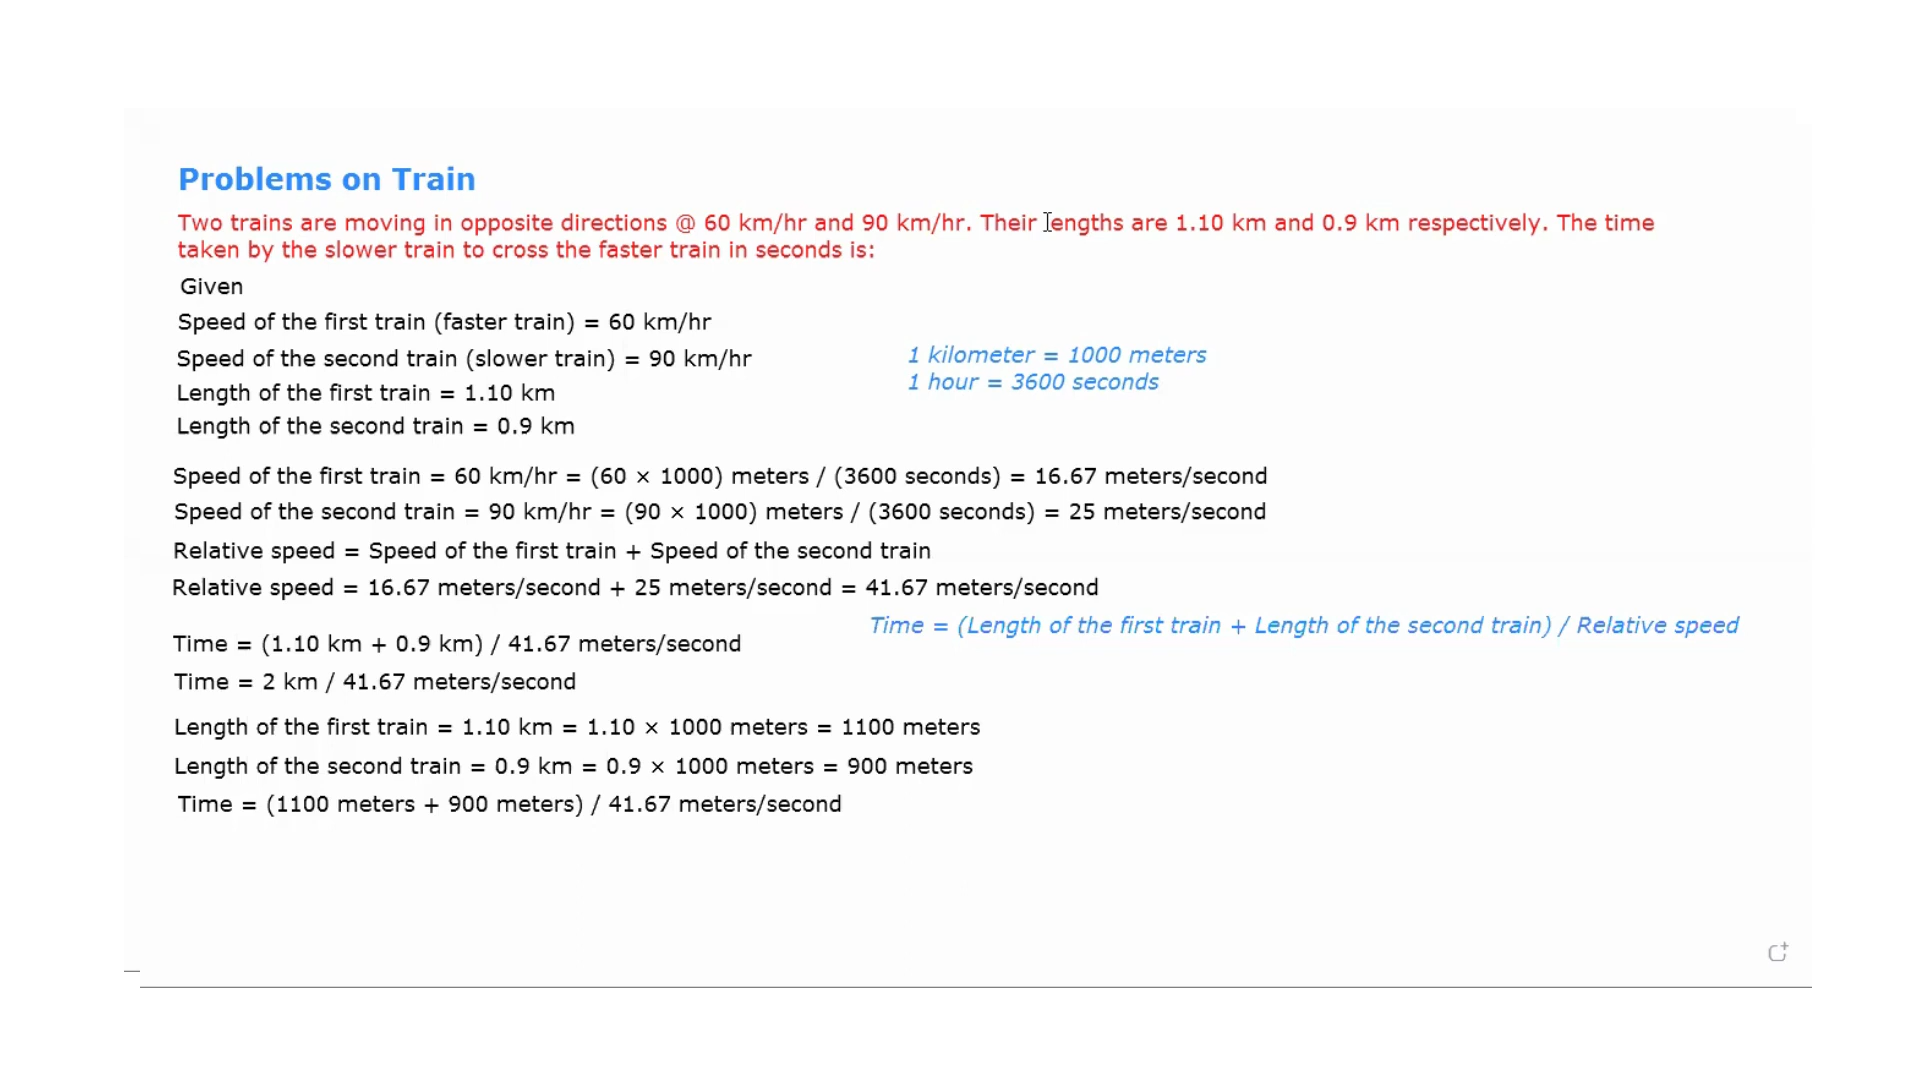 Problems on Train
Two trains are moving in opposite directions @ 60 km/hr and 90 km/hr. Their lengths are 1.10 km and 0.9 km respectively. The time
taken by the slower train to cross the faster train in seconds is:
Given
Speed of the first train (faster train) = 60 km/hr
Speed of the second train (slower train) = 90 km/hr
Length of the first train = 1.10 km
Length of the second train = 0.9 km
1 kilometer = 1000 meters
1 hour = 3600 seconds
Speed of the first train = 60 km/hr = (60 × 1000) meters / (3600 seconds) = 16.67 meters/second
Speed of the second train = 90 km/hr = (90 × 1000) meters / (3600 seconds) = 25 meters/second
Relative speed = Speed of the first train + Speed of the second train
Relative speed = 16.67 meters/second + 25 meters/second = 41.67 meters/second
Time = (Length of the first train + Length of the second train) / Relative speed
Time = (1.10 km + 0.9 km) / 41.67 meters/second
Time = 2 km / 41.67 meters/second
Length of the first train = 1.10 km = 1.10 × 1000 meters = 1100 meters
Length of the second train = 0.9 km = 0.9 × 1000 meters = 900 meters
Time = (1100 meters + 900 meters) / 41.67 meters/second